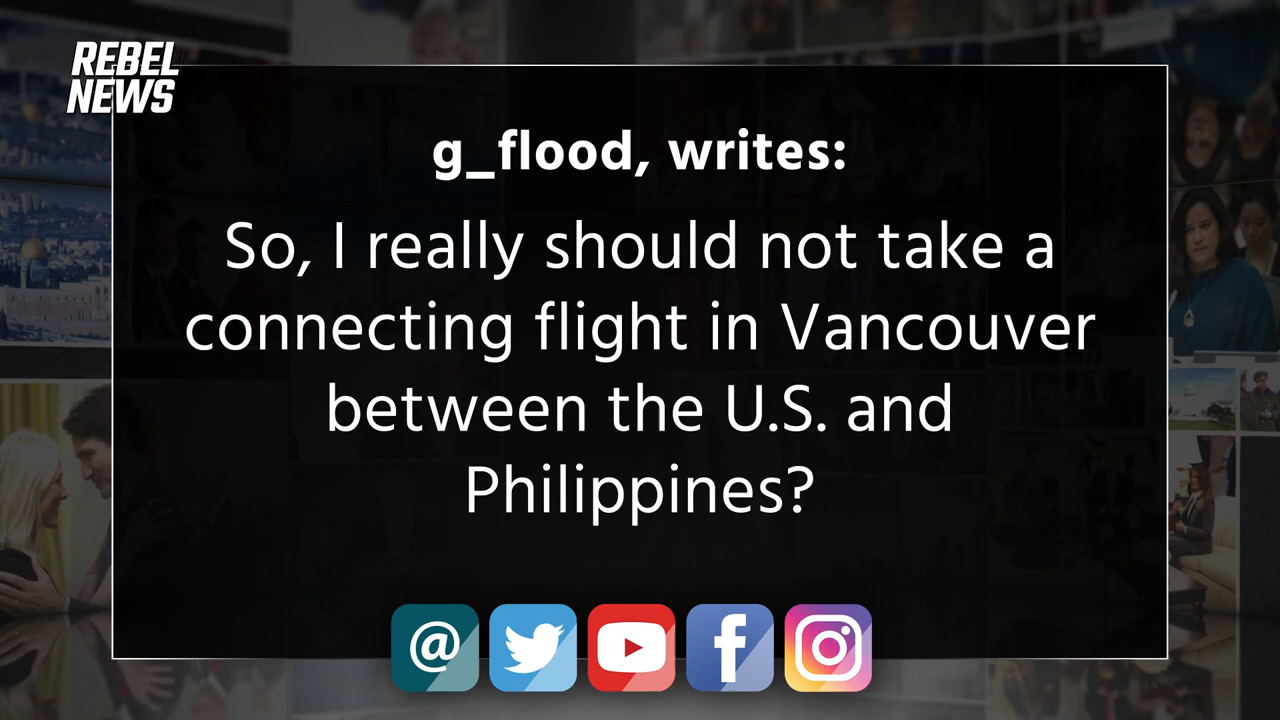 REBEL
NEWS
g_flood, writes:
So, I really should not take a
connecting flight in Vancouver
between the U.S. and
Philippines?
@